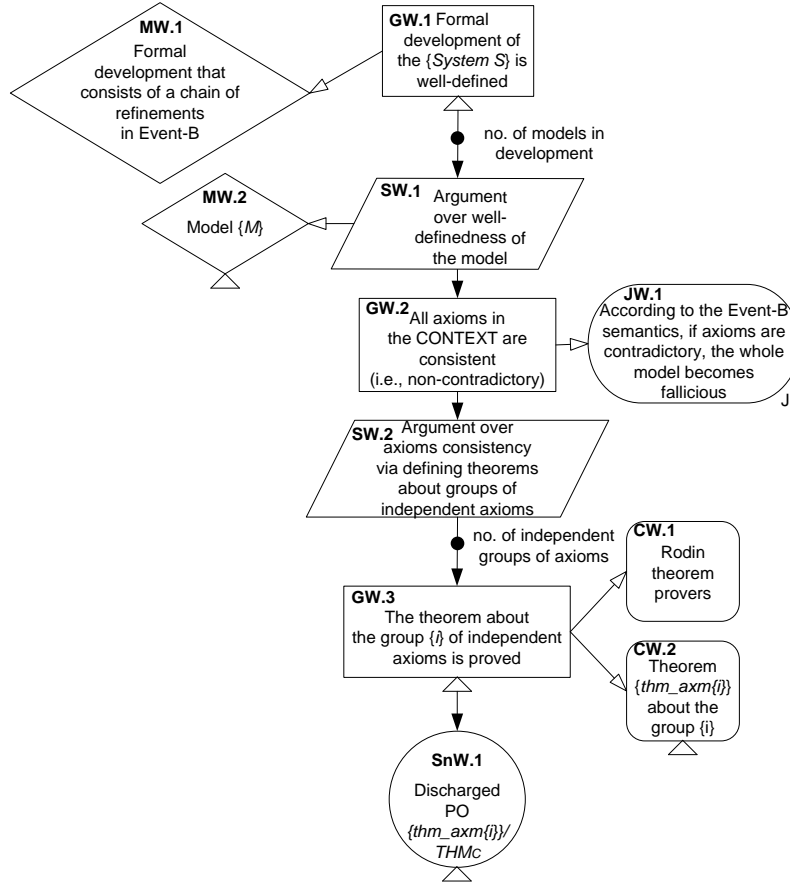 MW.1
Formal
development that
consists of a chain of
refinements
in Event-B
GW.1 Formal
development of
the {System S} is
well-defined
no. of models in
development
MW.2
Model {M}
SW.1
Argument
over well-
definedness of
the model
GW.2
All axioms in
the CONTEXT are
consistent
(i.e., non-contradictory)
JW.1
According to the Event-B
semantics, if axioms are
contradictory, the whole
model becomes
fallicious
J
SW.2
Argument over
axioms consistency
via defining theorems
about groups of
independent axioms
no. of independent
groups of axioms
CW.1
Rodin
theorem
provers
GW.3
The theorem about
the group {i} of independent
axioms is proved
CW.2
Theorem
{thm_axm{i}}
about the
group {i}
SnW.1
Discharged
PO
{thm_axm{i}}/
THMc